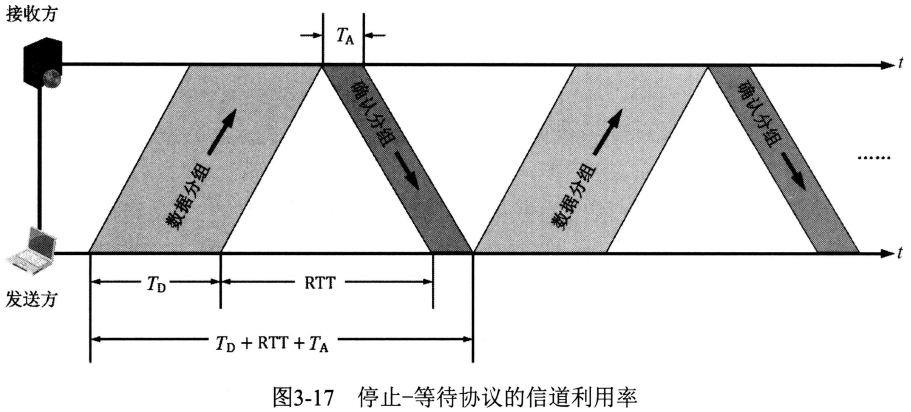 接收方
T_A
t
确认分组
数据分组
确认分组
数据分组
……
发送方
t
T_D
RTT
T_D + RTT + T_A
图3-17 停止-等待协议的信道利用率